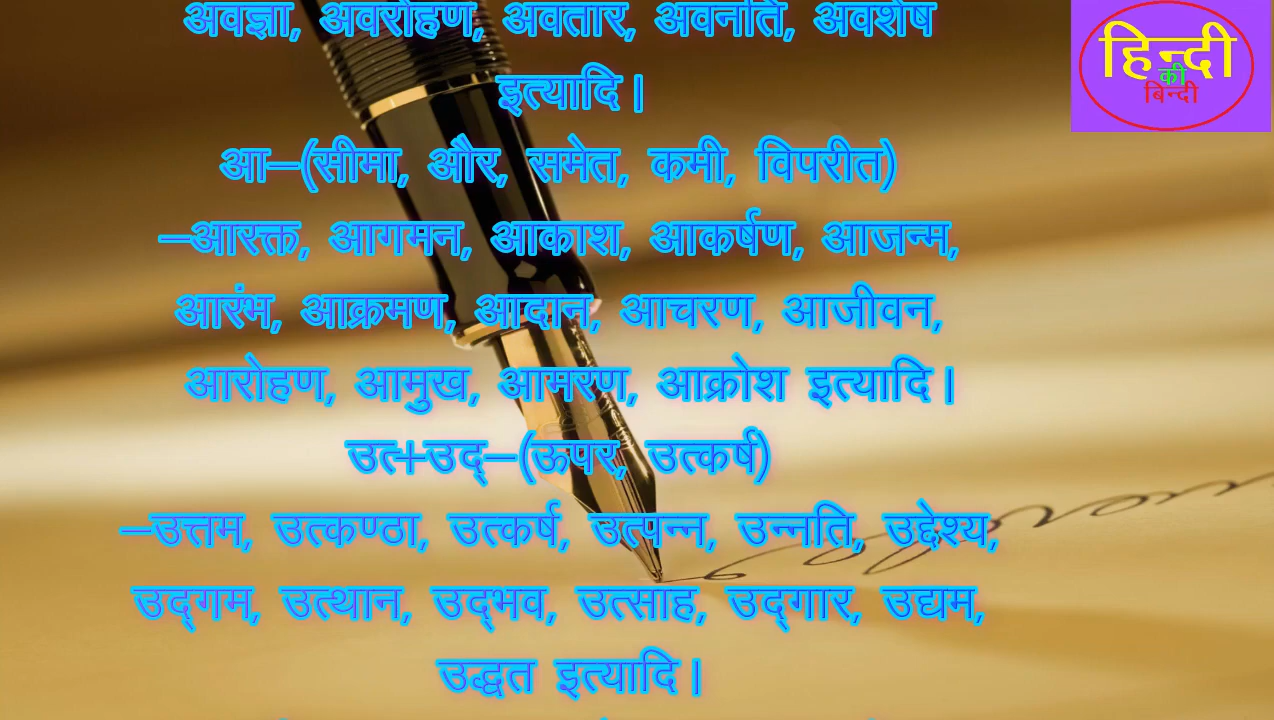 अवज्ञा, अवरोहण, अवतार, अवनति, अवशेष
इत्यादि।
आ—(सीमा, और, समेत, कमी, विपरीत)
—आरक्त, आगमन, आकाश, आकर्षण, आजन्म,
आरंभ, आक्रमण, आदान, आचरण, आजीवन,
आरोहण, आमुख, आमरण, आक्रोश इत्यादि।
उत+उद्—(ऊपर, उत्कर्ष)
—उत्तम, उत्कण्ठा, उत्कर्ष, उत्पन्न, उन्नति, उद्देश्य,
उद्‌गम, उत्थान, उद्‌भव, उत्साह, उद्‌गार, उद्यम,
उद्धत इत्यादि।
हिन्दी
की
बिन्दी